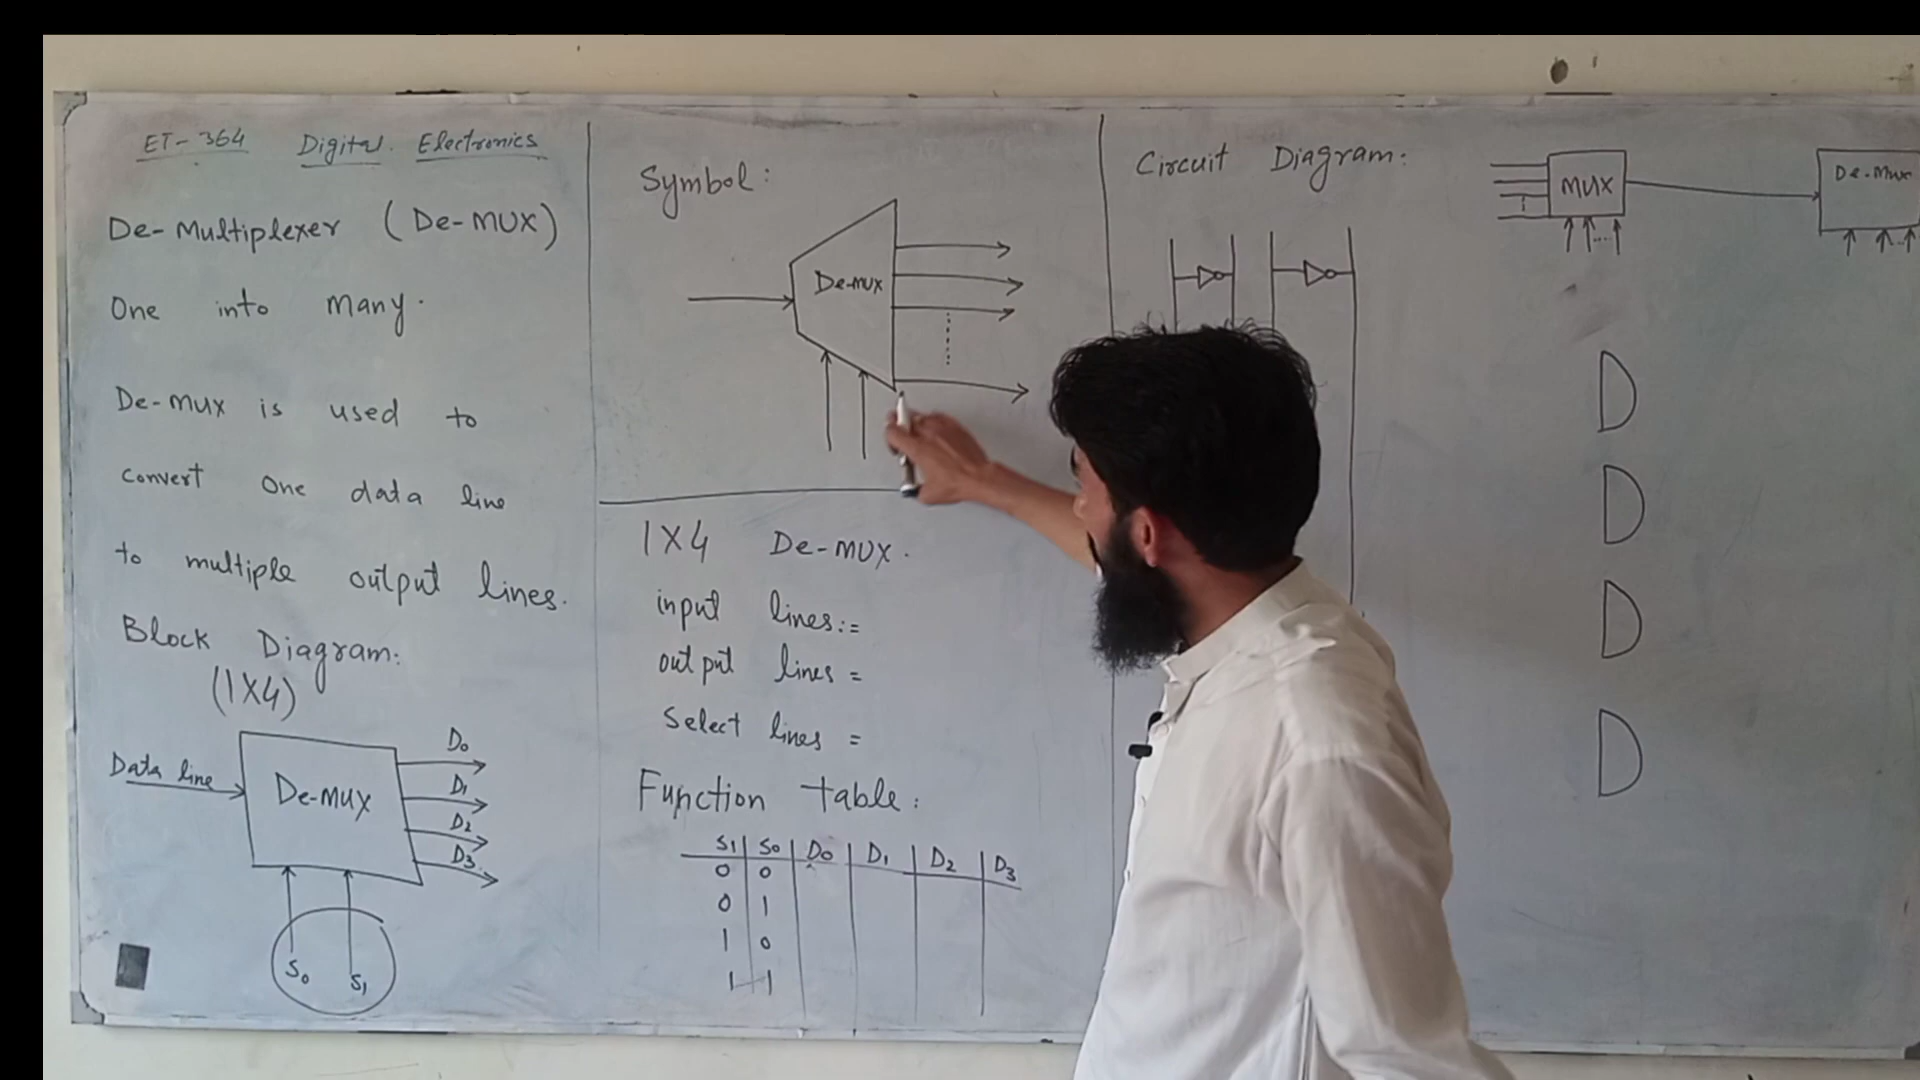 ET-364 Digital Electronics
De-Multiplexer (De-MUX)
One into many.
De-mux is used to
convert one data line
to multiple output lines.
Block Diagram:
(1X4)
Data line
De-MUX
D0
D1
D2
D3
S0 S1
Symbol:
De-mux
1X4 De-MUX.
input lines:=
output lines =
Select lines =
Function table:
S1 S0 D0 D1 D2 D3
0 0
0 1
1 0
1 1
Circuit Diagram:
MUX
De-Mux